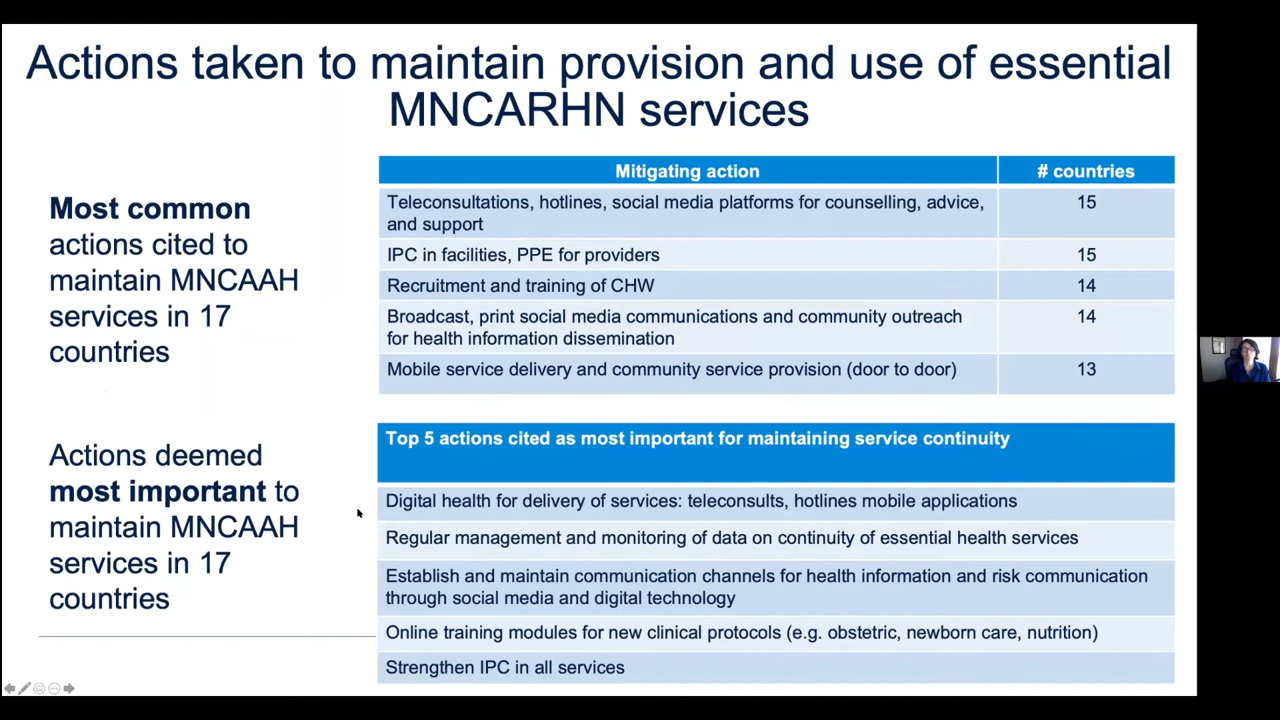 Actions taken to maintain provision and use of essential
MNCARHN services
Most common
actions cited to
maintain MNCAAH
services in 17
countries
Mitigating action
# countries
Teleconsultations, hotlines, social media platforms for counselling, advice,
and support
15
IPC in facilities, PPE for providers
15
Recruitment and training of CHW
14
Broadcast, print social media communications and community outreach
for health information dissemination
14
Mobile service delivery and community service provision (door to door)
13
Actions deemed
most important to
maintain MNCAAH
services in 17
countries
Top 5 actions cited as most important for maintaining service continuity
Digital health for delivery of services: teleconsults, hotlines mobile applications
Regular management and monitoring of data on continuity of essential health services
Establish and maintain communication channels for health information and risk communication
through social media and digital technology
Online training modules for new clinical protocols (e.g. obstetric, newborn care, nutrition)
Strengthen IPC in all services